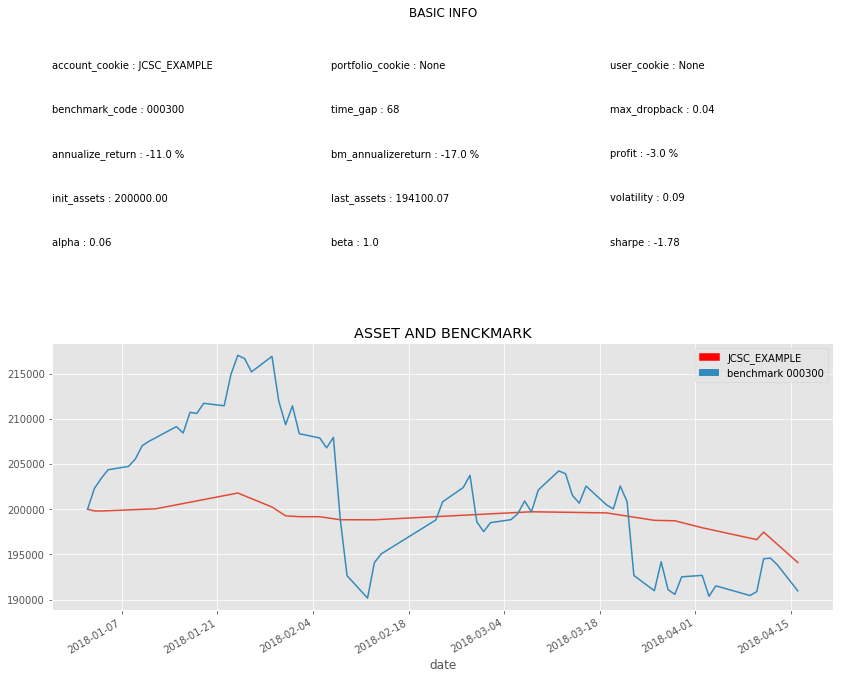 BASIC INFO
account_cookie : JCSC_EXAMPLE portfolio_cookie : None user_cookie : None
benchmark_code : 000300 time_gap : 68 max_dropback : 0.04
annualize_return : -11.0 % bm_annualizereturn : -17.0 % profit : -3.0 %
init_assets : 200000.00 last_assets : 194100.07 volatility : 0.09
alpha : 0.06 beta : 1.0 sharpe : -1.78
ASSET AND BENCKMARK
JCSC_EXAMPLE
benchmark 000300
215000
210000
205000
200000
195000
190000
2018-01-07 2018-01-21 2018-02-04 2018-02-18 2018-03-04 2018-03-18 2018-04-01 2018-04-15
date